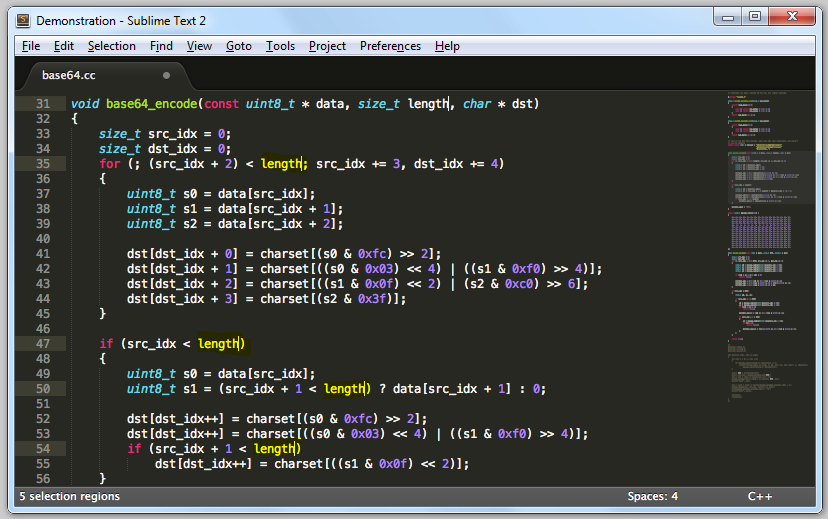 Demonstration - Sublime Text 2
File Edit Selection Find View Goto Tools Project Preferences Help
base64.cc
31 void base64_encode(const uint8_t * data, size_t length, char * dst)
32 {
33     size_t src_idx = 0;
34     size_t dst_idx = 0;
35     for (; (src_idx + 2) < length; src_idx += 3, dst_idx += 4)
36     {
37         uint8_t s0 = data[src_idx];
38         uint8_t s1 = data[src_idx + 1];
39         uint8_t s2 = data[src_idx + 2];
40
41         dst[dst_idx + 0] = charset[(s0 & 0xfc) >> 2];
42         dst[dst_idx + 1] = charset[((s0 & 0x03) << 4) | ((s1 & 0xf0) >> 4)];
43         dst[dst_idx + 2] = charset[((s1 & 0x0f) << 2) | (s2 & 0xc0) >> 6];
44         dst[dst_idx + 3] = charset[(s2 & 0x3f)];
45     }
46
47     if (src_idx < length)
48     {
49         uint8_t s0 = data[src_idx];
50         uint8_t s1 = (src_idx + 1 < length) ? data[src_idx + 1] : 0;
51
52         dst[dst_idx++] = charset[(s0 & 0xfc) >> 2];
53         dst[dst_idx++] = charset[((s0 & 0x03) << 4) | ((s1 & 0xf0) >> 4)];
54         if (src_idx + 1 < length)
55             dst[dst_idx++] = charset[((s1 & 0x0f) << 2)];
56     }
5 selection regions Spaces: 4 C++